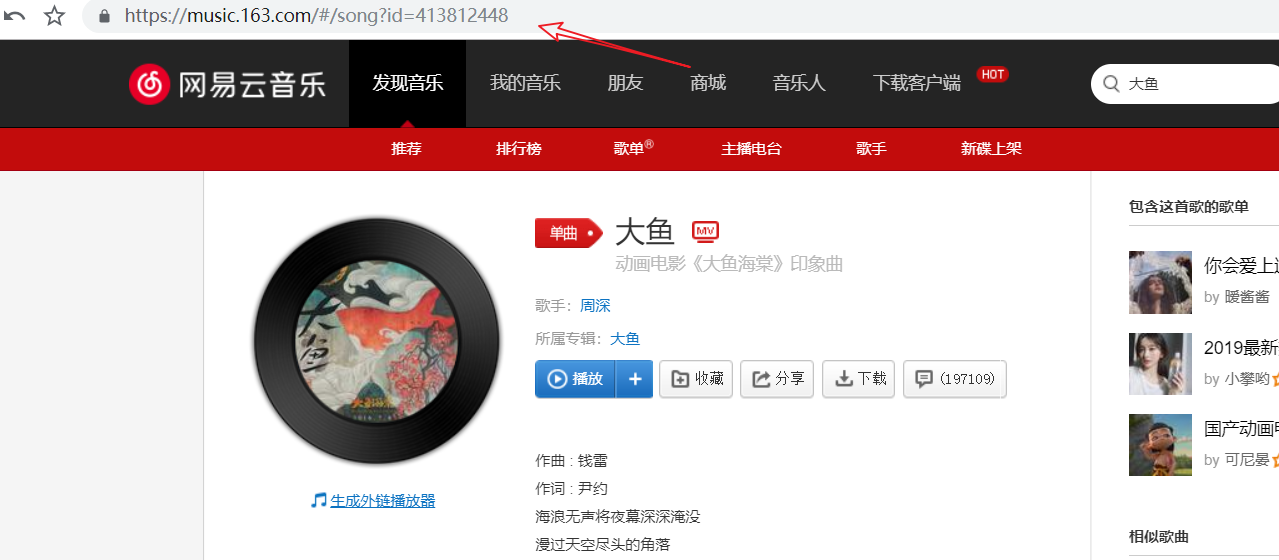 https://music.163.com/#/song?id=413812448
网易云音乐
发现音乐 我的音乐 朋友 商城 音乐人 下载客户端 HOT
大鱼
推荐 排行榜 歌单® 主播电台 歌手 新碟上架
单曲 大鱼 MV
动画电影《大鱼海棠》印象曲
歌手：周深
所属专辑：大鱼
播放 + 收藏 分享 下载 (197109)
作曲 : 钱雷
作词 : 尹约
海浪无声将夜幕深深淹没
漫过天空尽头的角落
大鱼
生成外链播放器
包含这首歌的歌单
你会爱上
by 暖酱酱
2019最新
by 小攀哟
国产动画
by 可尼晏
相似歌曲